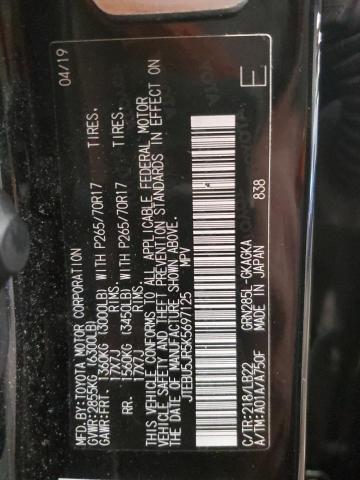 MFD.BY:TOYOTA MOTOR CORPORATION 04/19
GVWR:2855KG (6300LB)
GAWR:FRT. 1360KG (3000LB) WITH P265/70R17 TIRES,
17X7J RIMS,
RR. 1560KG (3450LB) WITH P265/70R17 TIRES,
17X7J RIMS,
THIS VEHICLE CONFORMS TO ALL APPLICABLE FEDERAL MOTOR
VEHICLE SAFETY AND THEFT PREVENTION STANDARDS IN EFFECT ON
THE DATE OF MANUFACTURE SHOWN ABOVE.
JTEBU5JR5K5697125 MPV
C/TR:218/LB22 GRN285L-GKAGKA
A/TM:A01A/A750F MADE IN JAPAN 838
E